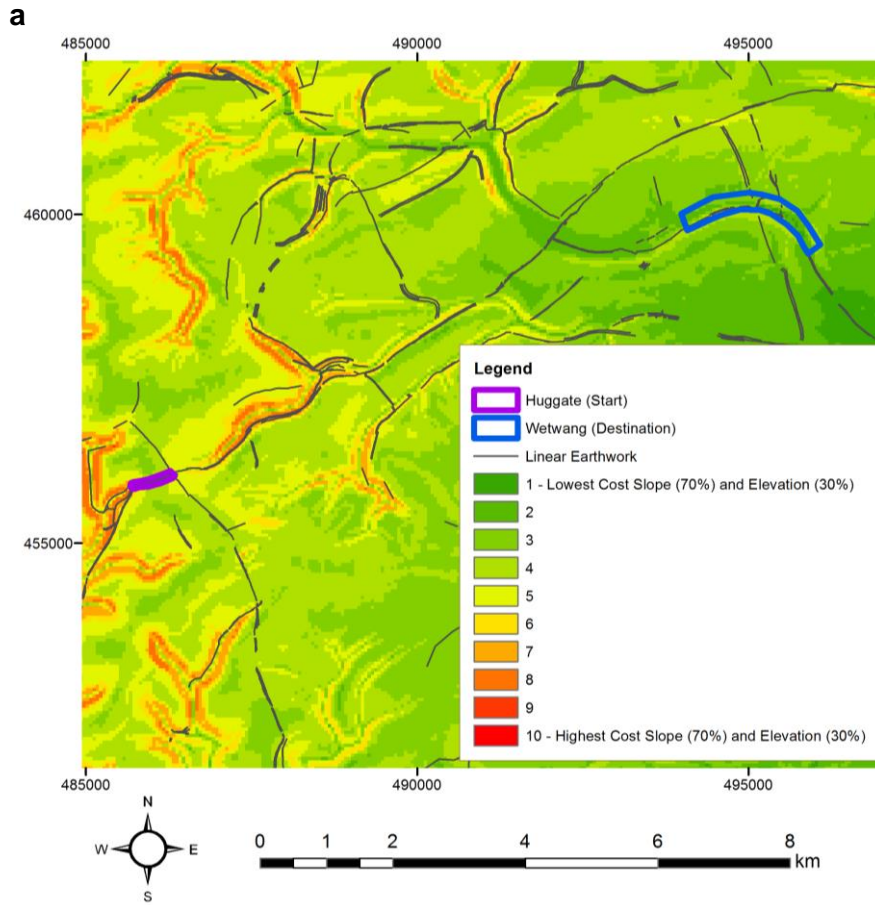 a
485000 490000 495000
460000
455000
Legend
Huggate (Start)
Wetwang (Destination)
Linear Earthwork
1 - Lowest Cost Slope (70%) and Elevation (30%)
2
3
4
5
6
7
8
9
10 - Highest Cost Slope (70%) and Elevation (30%)
485000 490000 495000
N
W E
S
0 1 2 4 6 8
km